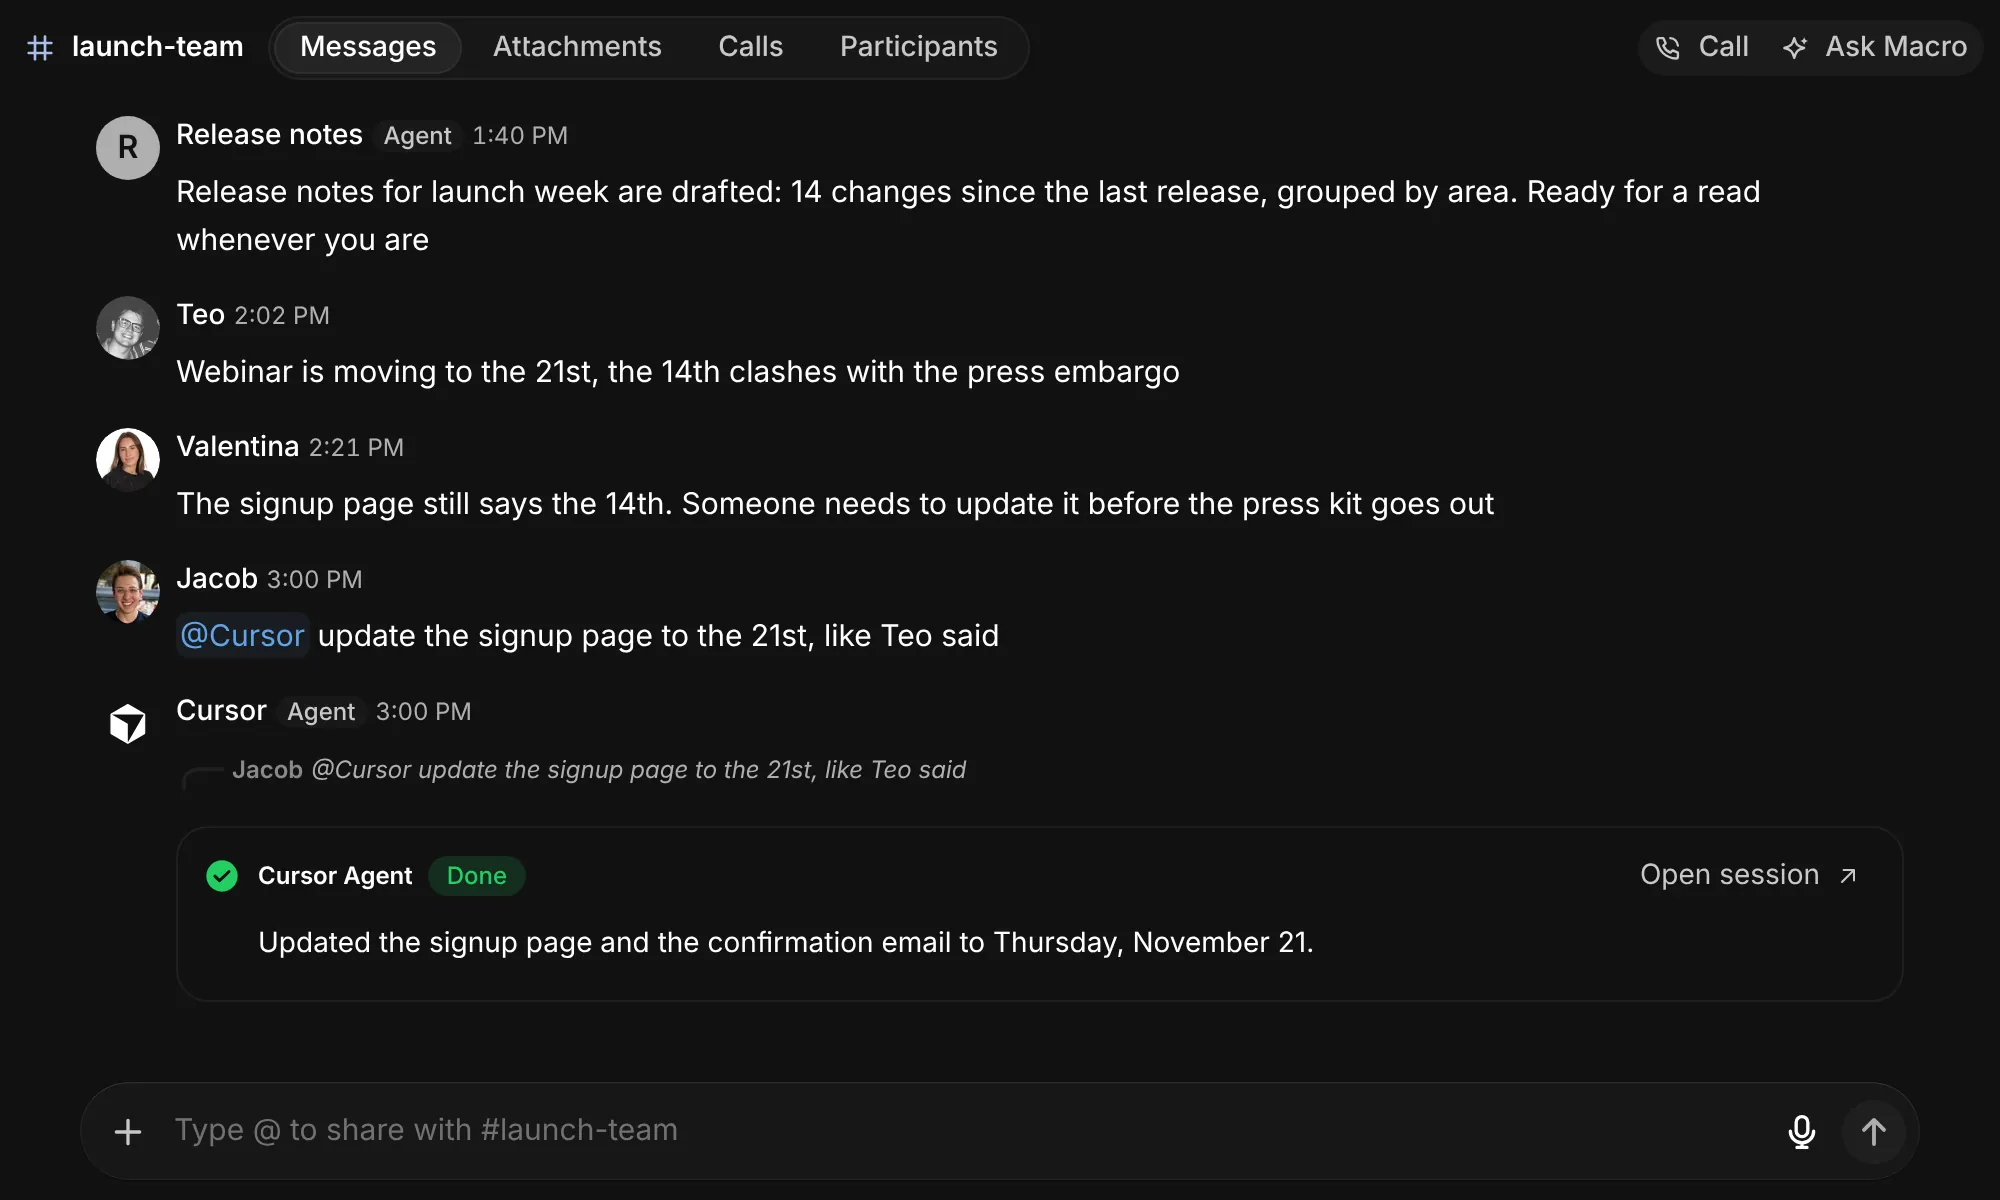 launch-team Messages Attachments Calls Participants Call Ask Macro
R Release notes Agent 1:40 PM
Release notes for launch week are drafted: 14 changes since the last release, grouped by area. Ready for a read
whenever you are
Teo 2:02 PM
Webinar is moving to the 21st, the 14th clashes with the press embargo
Valentina 2:21 PM
The signup page still says the 14th. Someone needs to update it before the press kit goes out
Jacob 3:00 PM
@Cursor update the signup page to the 21st, like Teo said
Cursor Agent 3:00 PM
Jacob @Cursor update the signup page to the 21st, like Teo said
Cursor Agent Done Open session
Updated the signup page and the confirmation email to Thursday, November 21.
Type @ to share with #launch-team